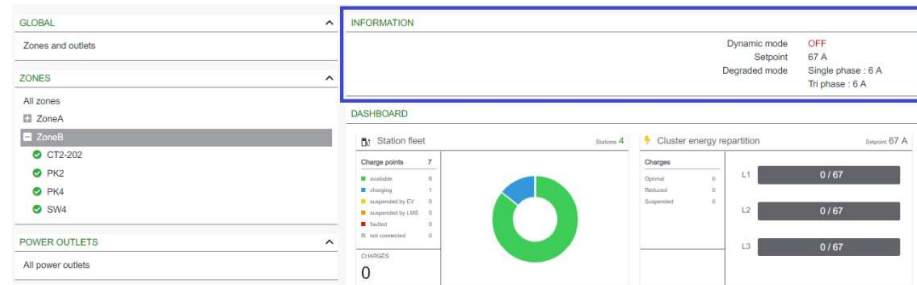 GLOBAL
Zones and outlets
ZONES
All zones
ZoneA
ZoneB
CT2-202
PK2
PK4
SW4
POWER OUTLETS
All power outlets
INFORMATION
Dynamic mode OFF
Setpoint 67 A
Degraded mode Single phase : 6 A
Tri phase : 6 A
DASHBOARD
Station fleet Stations 4
Charge points 7
available 6
charging 1
suspended by EV 0
suspended by LMS 0
faulted 0
not connected 0
CHARGES
0
Cluster energy repartition Setpoint 67 A
Charges
Optimal 0
Reduced 0
Suspended 0
L1 0 / 67
L2 0 / 67
L3 0 / 67